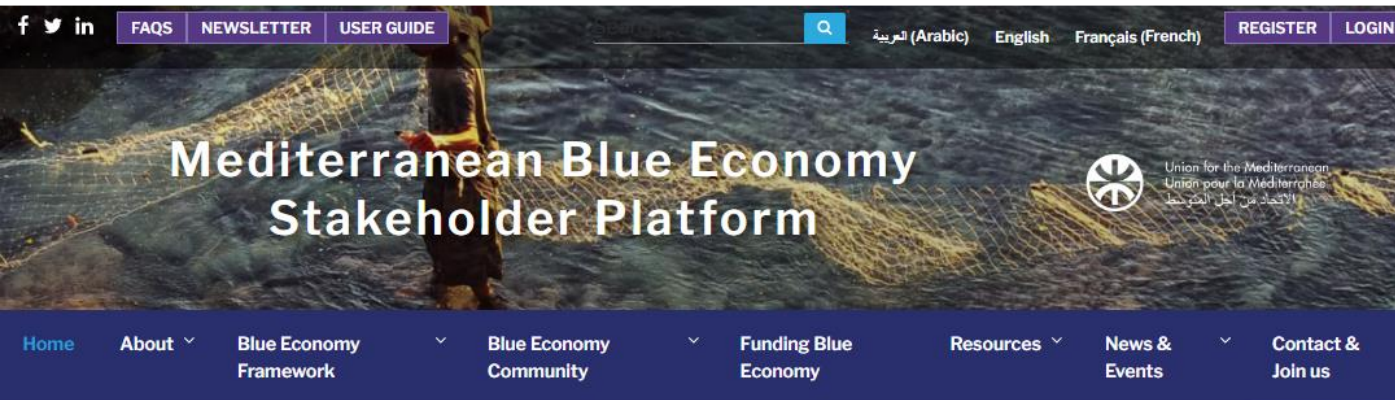 FAQS NEWSLETTER USER GUIDE العربية (Arabic) English Français (French) REGISTER LOGIN
Mediterranean Blue Economy
Stakeholder Platform
Union for the Mediterranean
Union pour la Méditerranée
الاتحاد من أجل المتوسط
Home About Blue Economy Framework Blue Economy Community Funding Blue Economy Resources News & Events Contact & Join us